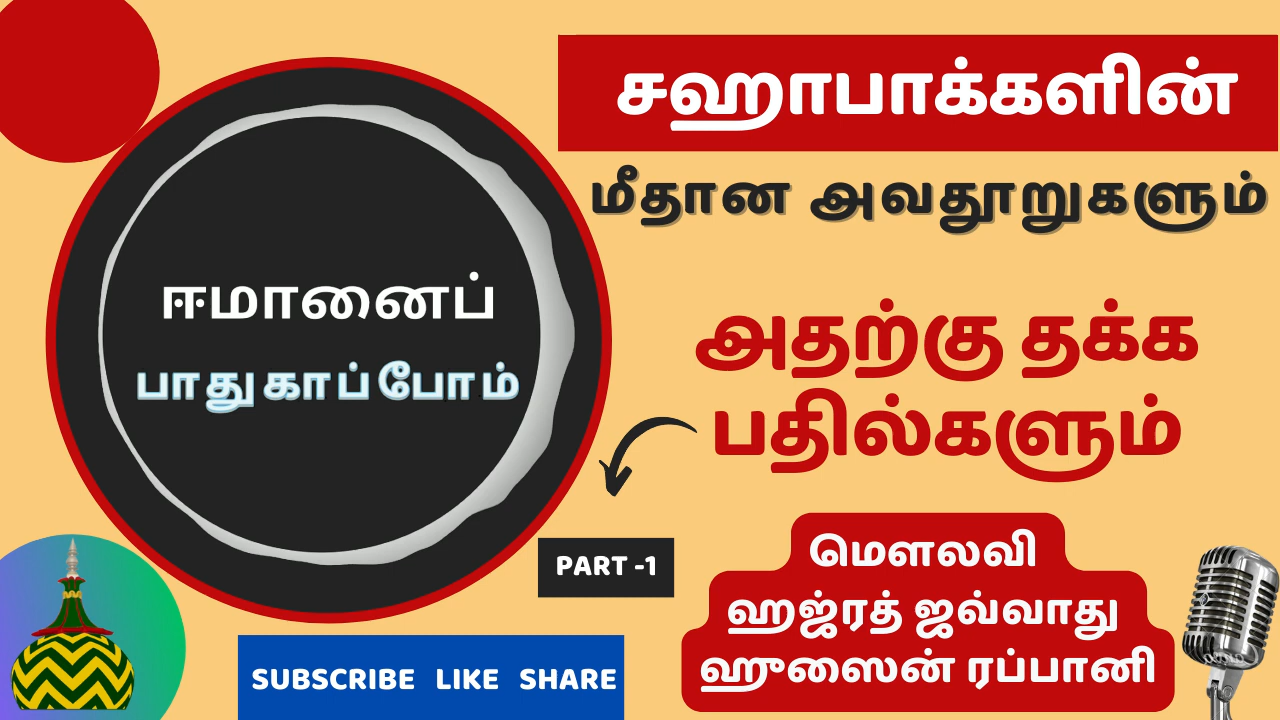 சஹாபாக்களின்
மீதான அவதூறுகளும்
ஈமானைப்
பாதுகாப்போம்
அதற்கு தக்க
பதில்களும்
PART -1
மௌலவி
ஹஜ்ரத் ஜவ்வாது
ஹுஸைன் ரப்பானி
SUBSCRIBE LIKE SHARE